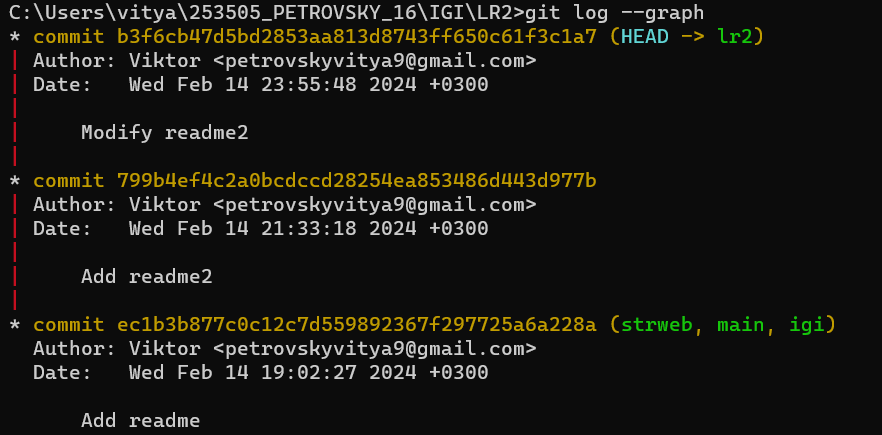 C:\Users\vitya\253505_PETROVSKY_16\IGI\LR2>git log --graph
* commit b3f6cb47d5bd2853aa813d8743ff650c61f3c1a7 (HEAD -> lr2)
| Author: Viktor <petrovskyvitya9@gmail.com>
| Date:   Wed Feb 14 23:55:48 2024 +0300
|
|     Modify readme2
|
* commit 799b4ef4c2a0bcdccd28254ea853486d443d977b
| Author: Viktor <petrovskyvitya9@gmail.com>
| Date:   Wed Feb 14 21:33:18 2024 +0300
|
|     Add readme2
|
* commit ec1b3b877c0c12c7d559892367f297725a6a228a (strweb, main, igi)
  Author: Viktor <petrovskyvitya9@gmail.com>
  Date:   Wed Feb 14 19:02:27 2024 +0300

      Add readme